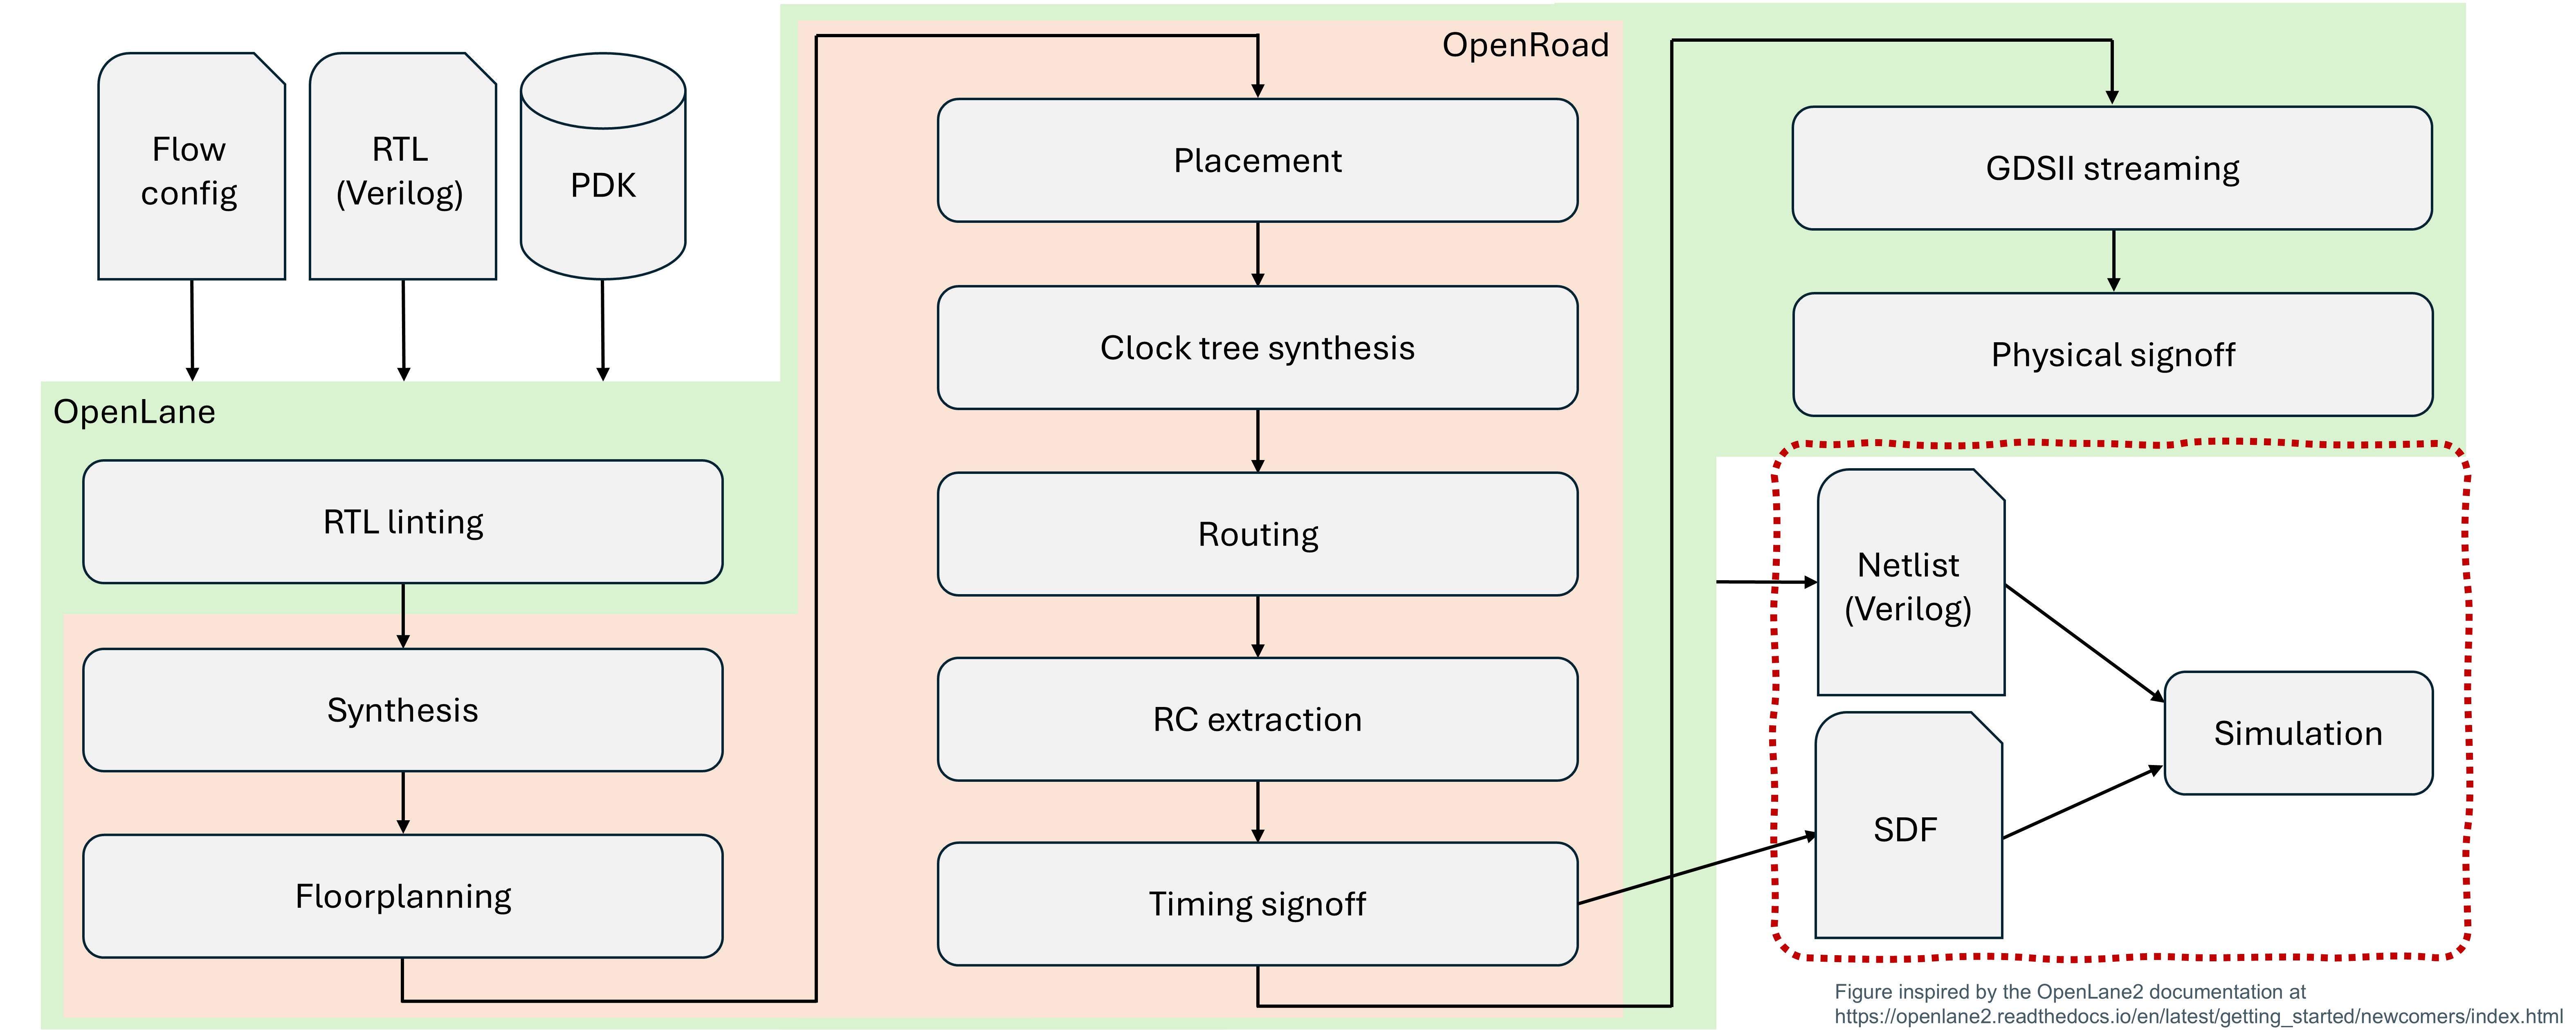 Flow
config
RTL
(Verilog)
PDK
OpenLane
RTL linting
Synthesis
Floorplanning
OpenRoad
Placement
Clock tree synthesis
Routing
RC extraction
Timing signoff
GDSII streaming
Physical signoff
Netlist
(Verilog)
SDF
Simulation
Figure inspired by the OpenLane2 documentation at
https://openlane2.readthedocs.io/en/latest/getting_started/newcomers/index.html